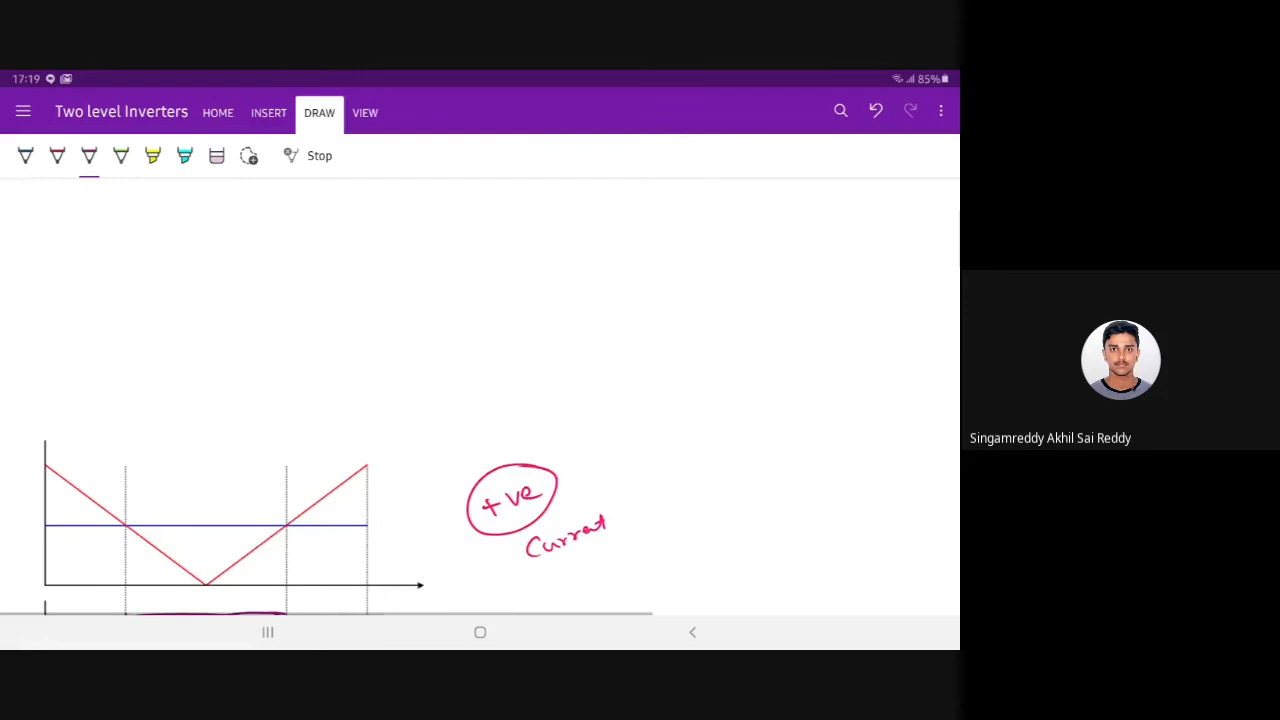 17:19 85%
Two level Inverters HOME INSERT DRAW VIEW
Stop
+ve
Current
Singamreddy Akhil Sai Reddy